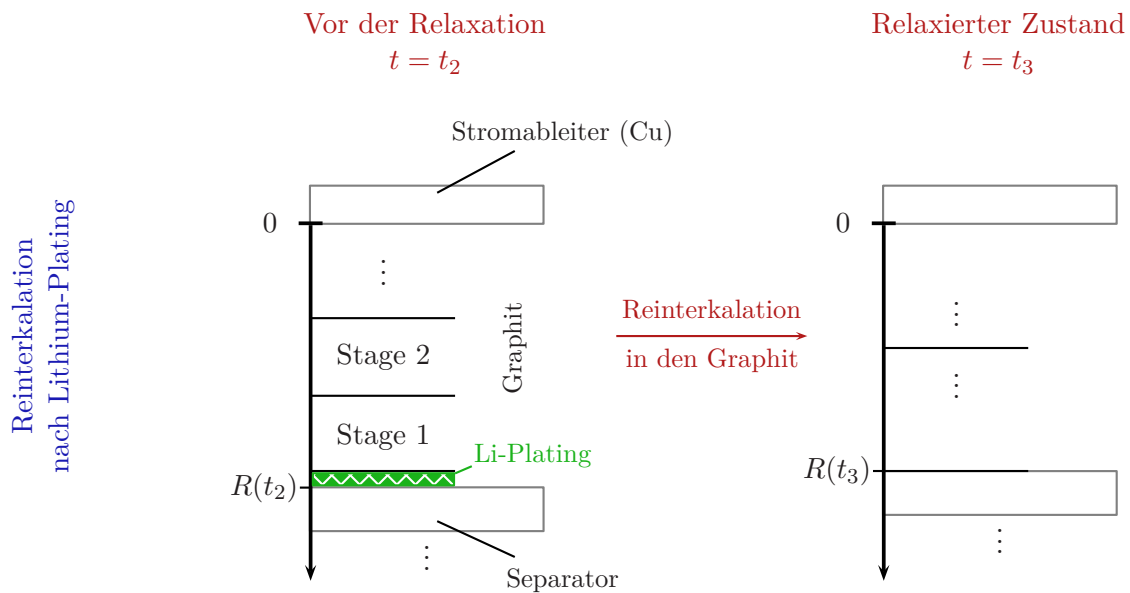 Vor der Relaxation
t = t₂
Relaxierter Zustand
t = t₃
Reinterkalation
nach Lithium-Plating
Stromableiter (Cu)
0
⋮
Stage 2
Stage 1
Graphit
Li-Plating
R(t₂)
⋮
Separator
Reinterkalation
in den Graphit
0
⋮
⋮
R(t₃)
⋮